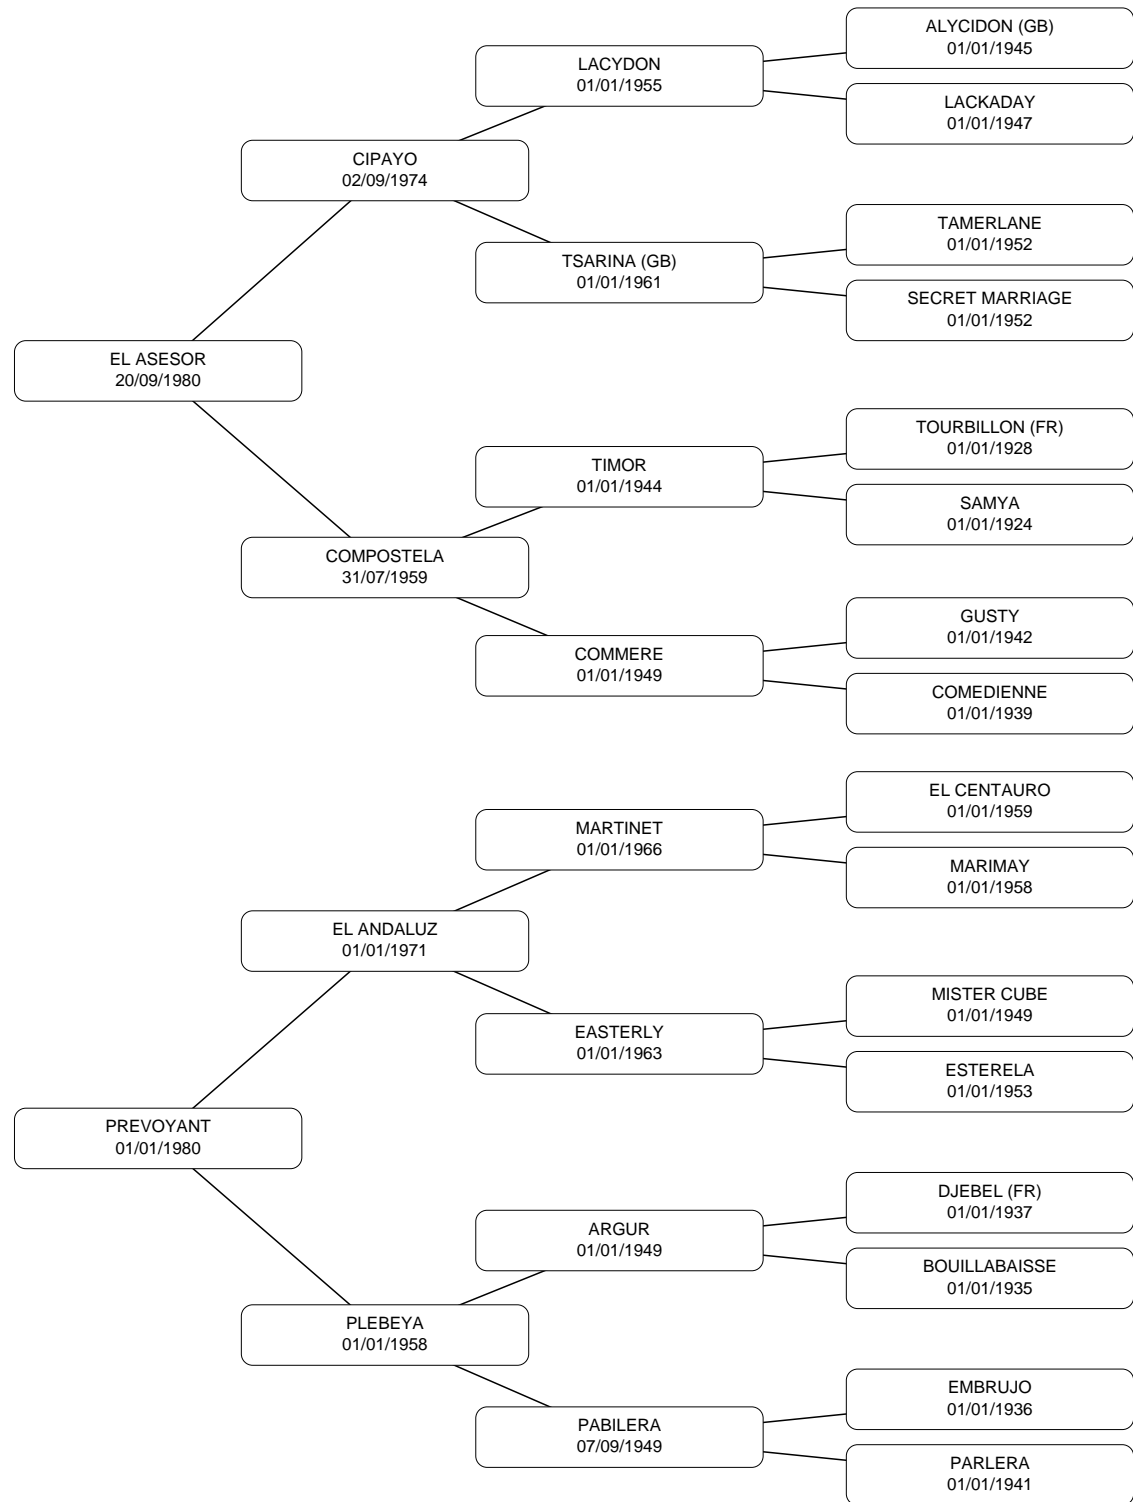 ALYCIDON (GB)
01/01/1945
LACYDON
01/01/1955
LACKADAY
01/01/1947
CIPAYO
02/09/1974
TAMERLANE
01/01/1952
TSARINA (GB)
01/01/1961
SECRET MARRIAGE
01/01/1952
EL ASESOR
20/09/1980
TOURBILLON (FR)
01/01/1928
TIMOR
01/01/1944
SAMYA
01/01/1924
COMPOSTELA
31/07/1959
GUSTY
01/01/1942
COMMERE
01/01/1949
COMEDIENNE
01/01/1939
EL CENTAURO
01/01/1959
MARTINET
01/01/1966
MARIMAY
01/01/1958
EL ANDALUZ
01/01/1971
MISTER CUBE
01/01/1949
EASTERLY
01/01/1963
ESTERELA
01/01/1953
PREVOYANT
01/01/1980
DJEBEL (FR)
01/01/1937
ARGUR
01/01/1949
BOUILLABAISSE
01/01/1935
PLEBEYA
01/01/1958
EMBRUJO
01/01/1936
PABILERA
07/09/1949
PARLERA
01/01/1941